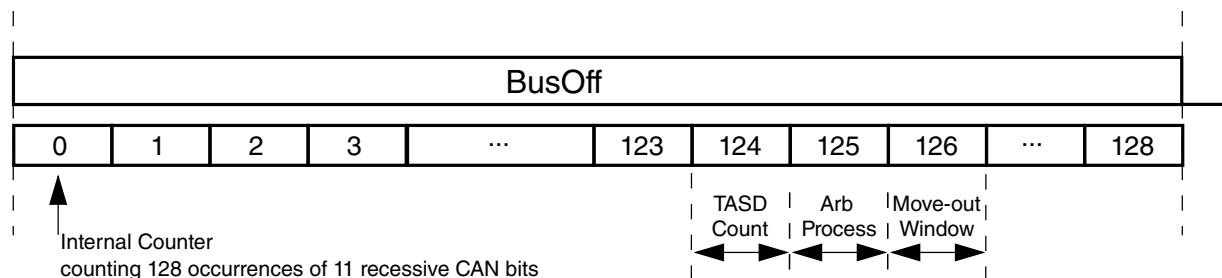 BusOff
0 1 2 3 ... 123 124 125 126 ... 128
TASD Count
Arb Process
Move-out Window
Internal Counter
counting 128 occurrences of 11 recessive CAN bits